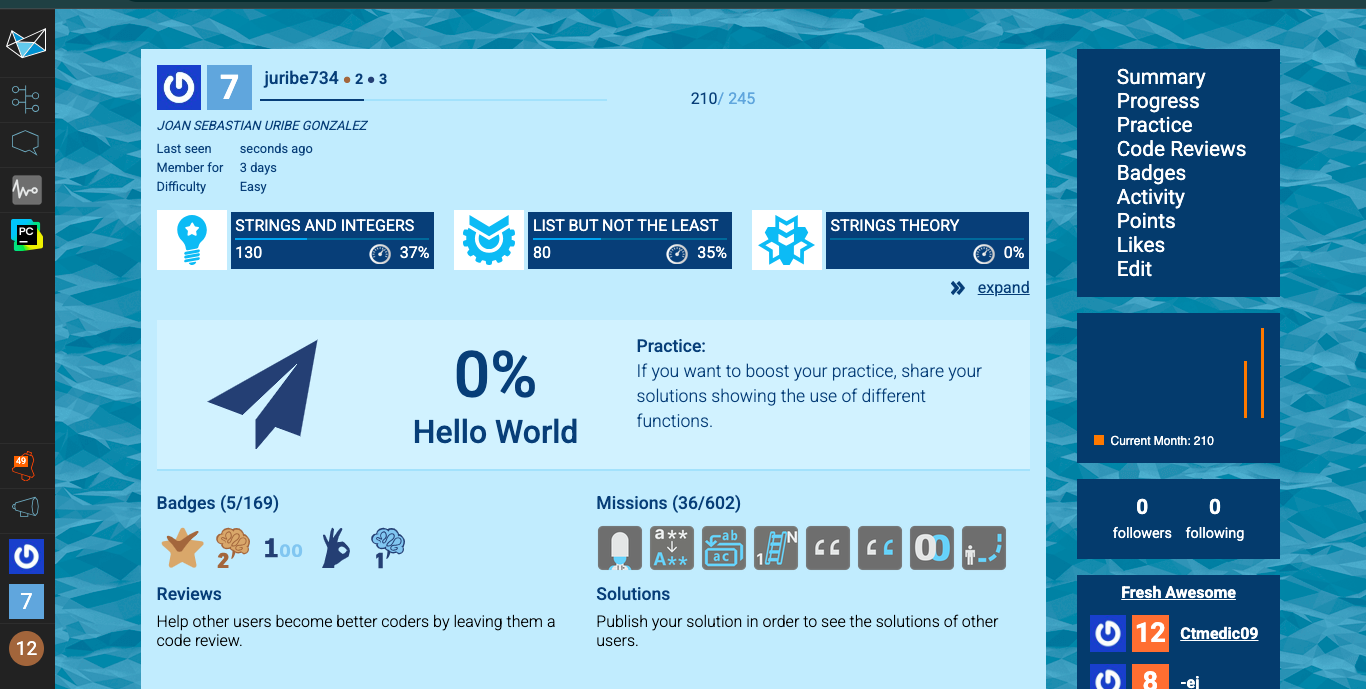 7
juribe734 2 3
210/ 245
JOAN SEBASTIAN URIBE GONZALEZ
Last seen seconds ago
Member for 3 days
Difficulty Easy
STRINGS AND INTEGERS
130 37%
LIST BUT NOT THE LEAST
80 35%
STRINGS THEORY
0%
expand
0%
Hello World
Practice:
If you want to boost your practice, share your
solutions showing the use of different
functions.
Badges (5/169)
2
100
1
Missions (36/602)
a**
A**
ab
ac
1 N
00
Reviews
Help other users become better coders by leaving them a
code review.
Solutions
Publish your solution in order to see the solutions of other
users.
Summary
Progress
Practice
Code Reviews
Badges
Activity
Points
Likes
Edit
Current Month: 210
0 0
followers following
Fresh Awesome
12 Ctmedic09
8 -ej
PC
49
7
12